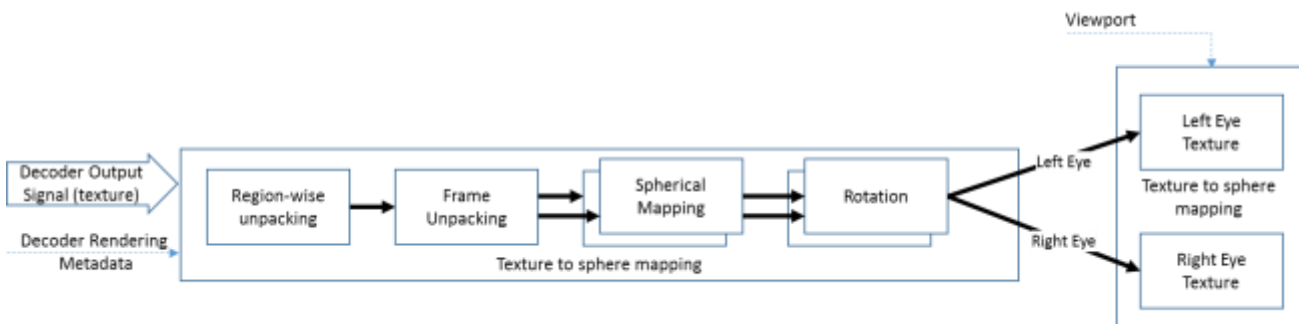 Viewport
Decoder Output
Signal (texture)
Decoder Rendering
Metadata
Region-wise
unpacking
Frame
Unpacking
Spherical
Mapping
Rotation
Texture to sphere mapping
Left Eye
Right Eye
Left Eye
Texture
Texture to sphere
mapping
Right Eye
Texture